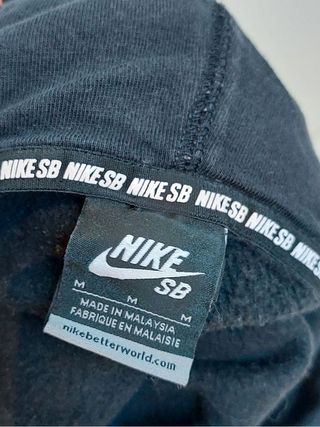 NIKE SB NIKE SB NIKE SB NIKE SB NIKE SB NIKE SB
NIKE
SB
M M M
MADE IN MALAYSIA
FABRIQUE EN MALAISIE
nikebetterworld.com